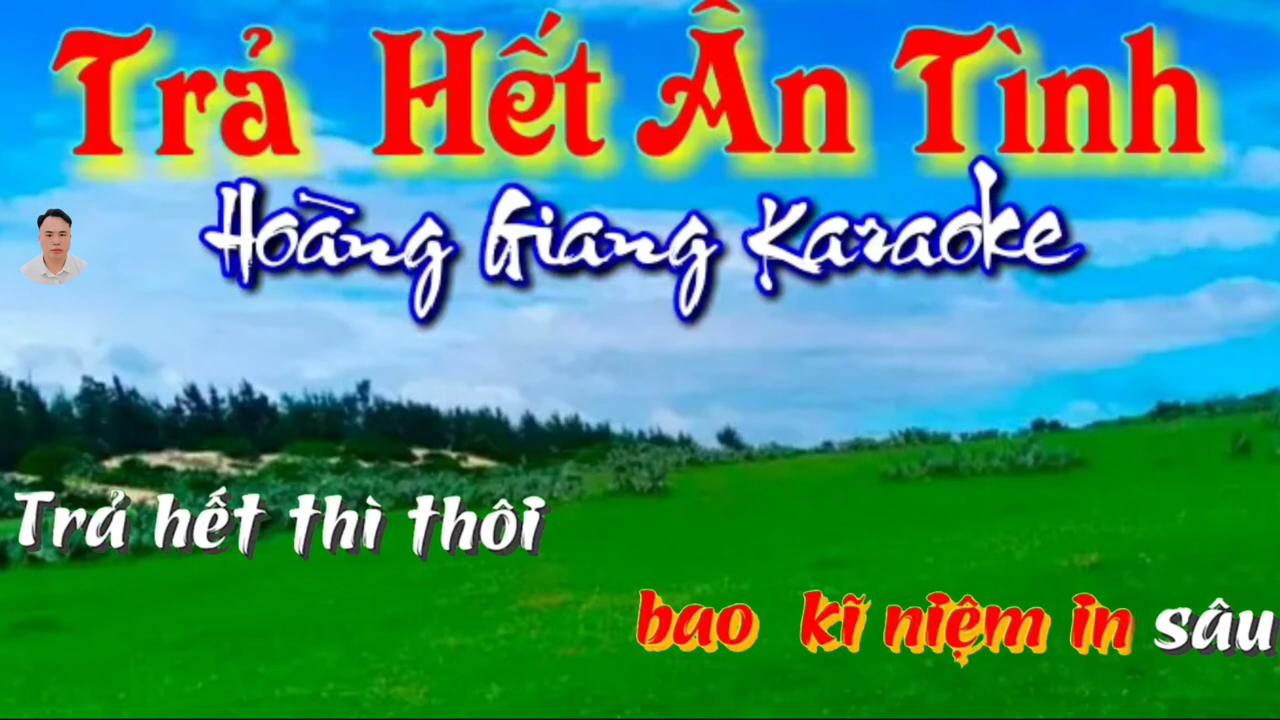 Trả Hết Ân Tình
Hoàng Giang Karaoke
Trả hết thì thôi
bao kĩ niệm in sâu